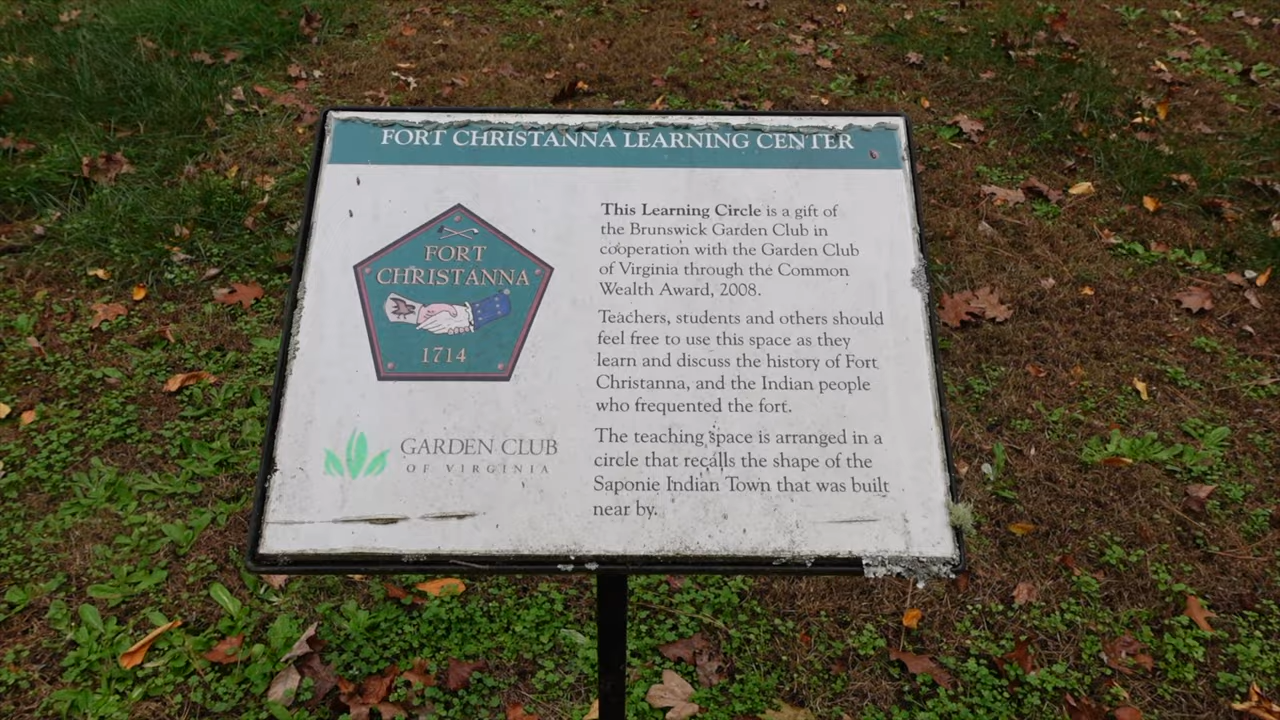 FORT CHRISTANNA LEARNING CENTER
FORT
CHRISTANNA
1714
GARDEN CLUB
OF VIRGINIA
This Learning Circle is a gift of
the Brunswick Garden Club in
cooperation with the Garden Club
of Virginia through the Common
Wealth Award, 2008.
Teachers, students and others should
feel free to use this space as they
learn and discuss the history of Fort
Christanna, and the Indian people
who frequented the fort.
The teaching space is arranged in a
circle that recalls the shape of the
Saponie Indian Town that was built
near by.